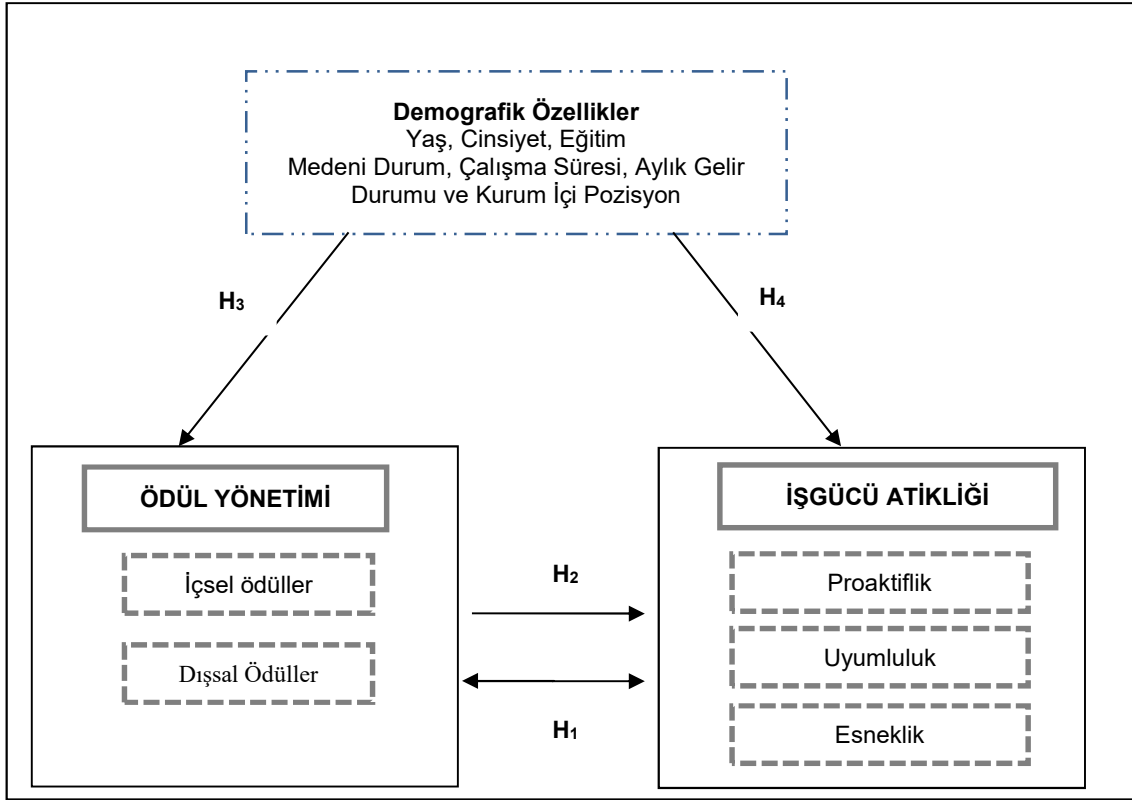 Demografik Özellikler
Yaş, Cinsiyet, Eğitim
Medeni Durum, Çalışma Süresi, Aylık Gelir
Durumu ve Kurum İçi Pozisyon
H₃
H₄
ÖDÜL YÖNETİMİ
İçsel ödüller
Dışsal Ödüller
H₂
H₁
İŞGÜCÜ ATİKLİĞİ
Proaktiflik
Uyumluluk
Esneklik